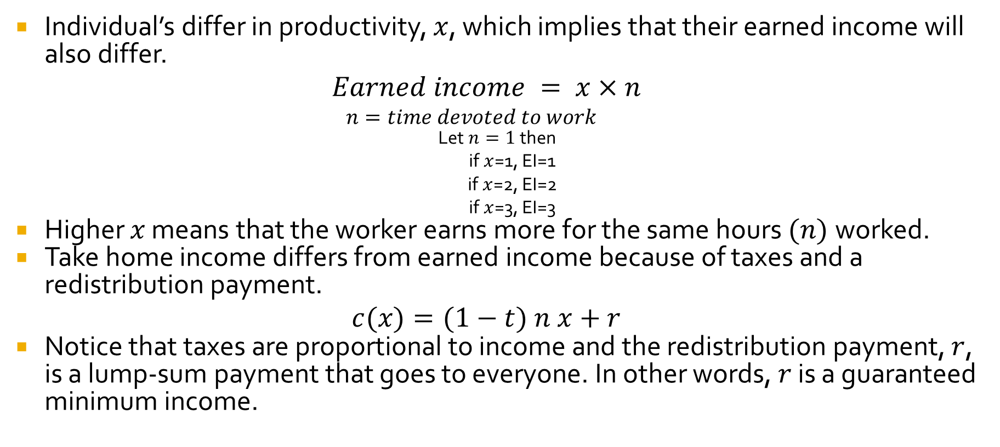 ▪ Individual’s differ in productivity, 𝑥, which implies that their earned income will
also differ.
𝐸𝑎𝑟𝑛𝑒𝑑 𝑖𝑛𝑐𝑜𝑚𝑒 = 𝑥 × 𝑛
𝑛 = 𝑡𝑖𝑚𝑒 𝑑𝑒𝑣𝑜𝑡𝑒𝑑 𝑡𝑜 𝑤𝑜𝑟𝑘
Let 𝑛 = 1 then
if 𝑥=1, EI=1
if 𝑥=2, EI=2
if 𝑥=3, EI=3
▪ Higher 𝑥 means that the worker earns more for the same hours (𝑛) worked.
▪ Take home income differs from earned income because of taxes and a
redistribution payment.
𝑐(𝑥) = (1 − 𝑡) 𝑛 𝑥 + 𝑟
▪ Notice that taxes are proportional to income and the redistribution payment, 𝑟,
is a lump-sum payment that goes to everyone. In other words, 𝑟 is a guaranteed
minimum income.